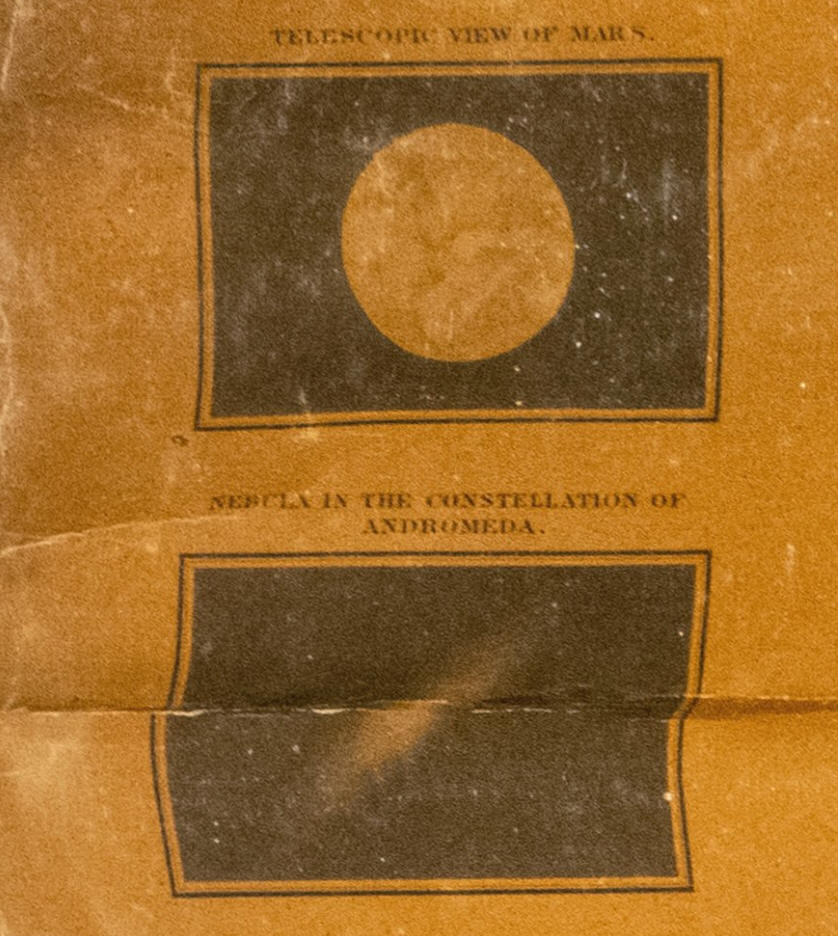 TELESCOPIC VIEW OF MARS.
NEBULA IN THE CONSTELLATION OF
ANDROMEDA.